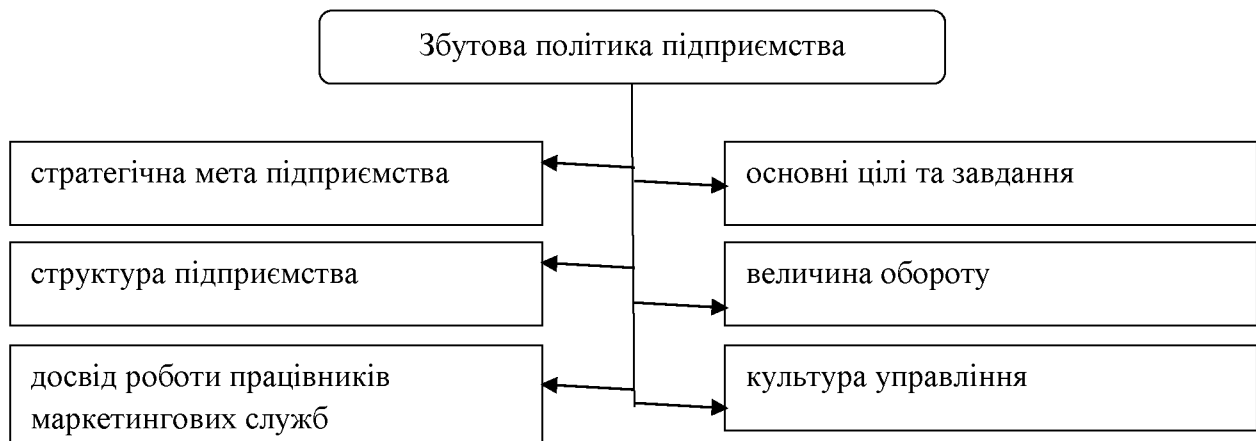 Збутова політика підприємства
стратегічна мета підприємства
основні цілі та завдання
структура підприємства
величина обороту
досвід роботи працівників
маркетингових служб
культура управління